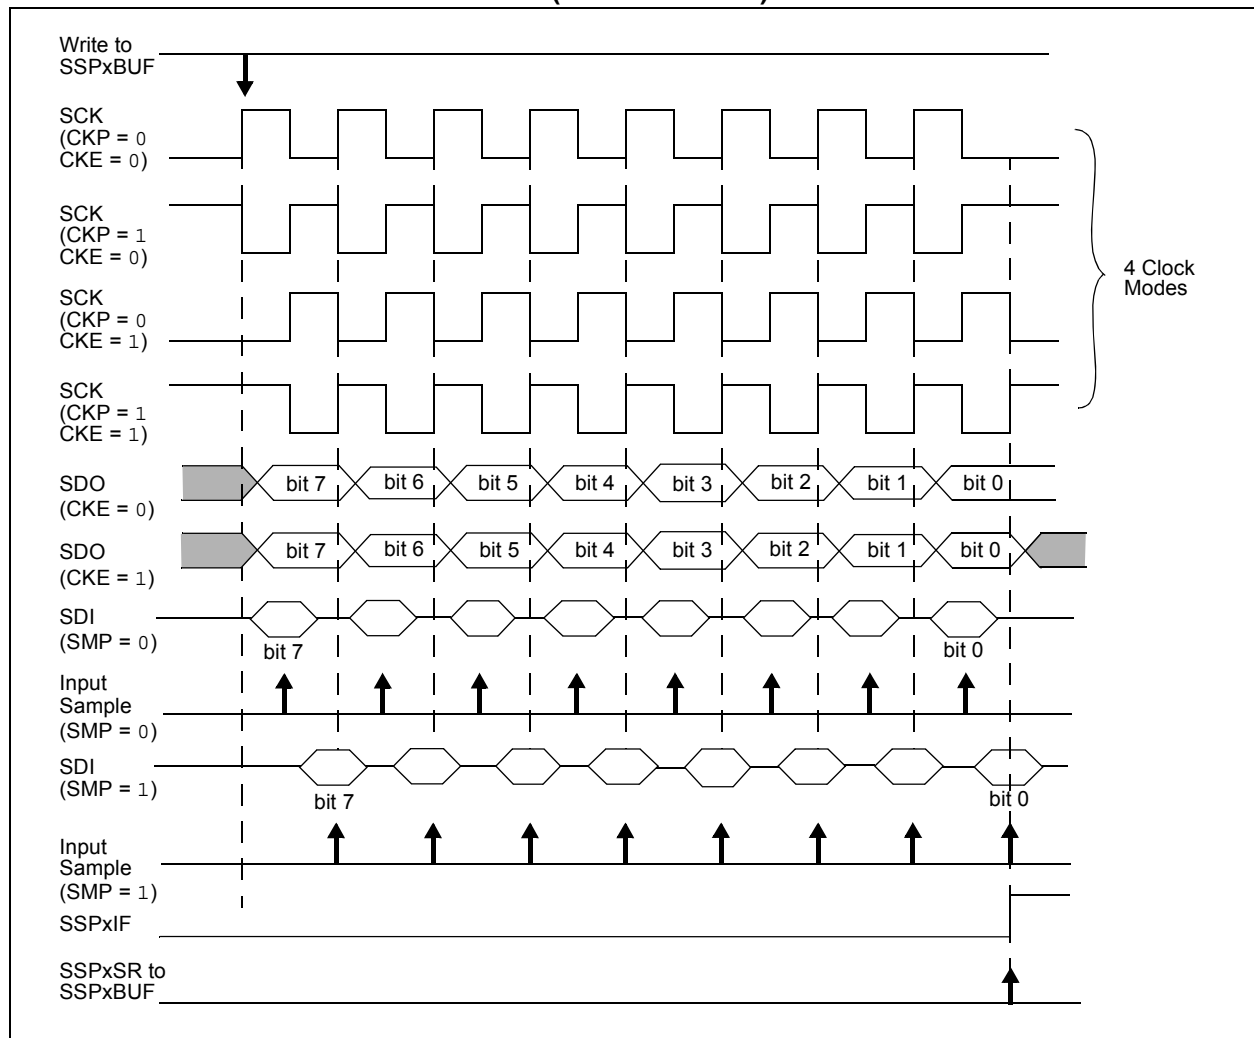 Write to
SSPxBUF
SCK
(CKP = 0
CKE = 0)
SCK
(CKP = 1
CKE = 0)
4 Clock
Modes
SCK
(CKP = 0
CKE = 1)
SCK
(CKP = 1
CKE = 1)
SDO
(CKE = 0)
bit 7
bit 6
bit 5
bit 4
bit 3
bit 2
bit 1
bit 0
SDO
(CKE = 1)
bit 7
bit 6
bit 5
bit 4
bit 3
bit 2
bit 1
bit 0
SDI
(SMP = 0)
bit 7
bit 0
Input
Sample
(SMP = 0)
SDI
(SMP = 1)
bit 7
bit 0
Input
Sample
(SMP = 1)
SSPxIF
SSPxSR to
SSPxBUF